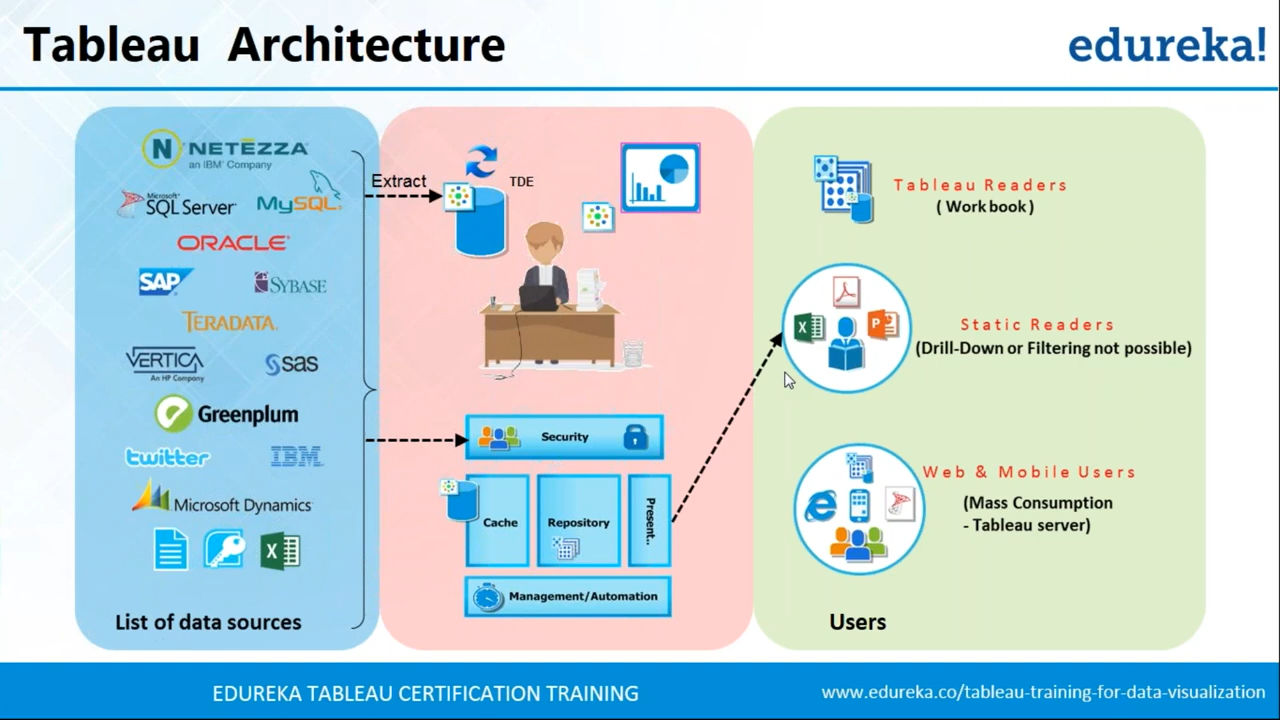 Tableau Architecture
edureka!
N NETEZZA
an IBM Company
Microsoft
SQL Server
MySQL
ORACLE
SAP
SYBASE
TERADATA
VERTICA
An HP Company
sas
Greenplum
twitter
IBM
Microsoft Dynamics
X
List of data sources
Extract
TDE
Security
Cache
Repository
Present..
Management/Automation
Tableau Readers
( Work book )
X
P
Static Readers
(Drill-Down or Filtering not possible)
Web & Mobile Users
(Mass Consumption
- Tableau server)
Users
EDUREKA TABLEAU CERTIFICATION TRAINING
www.edureka.co/tableau-training-for-data-visualization